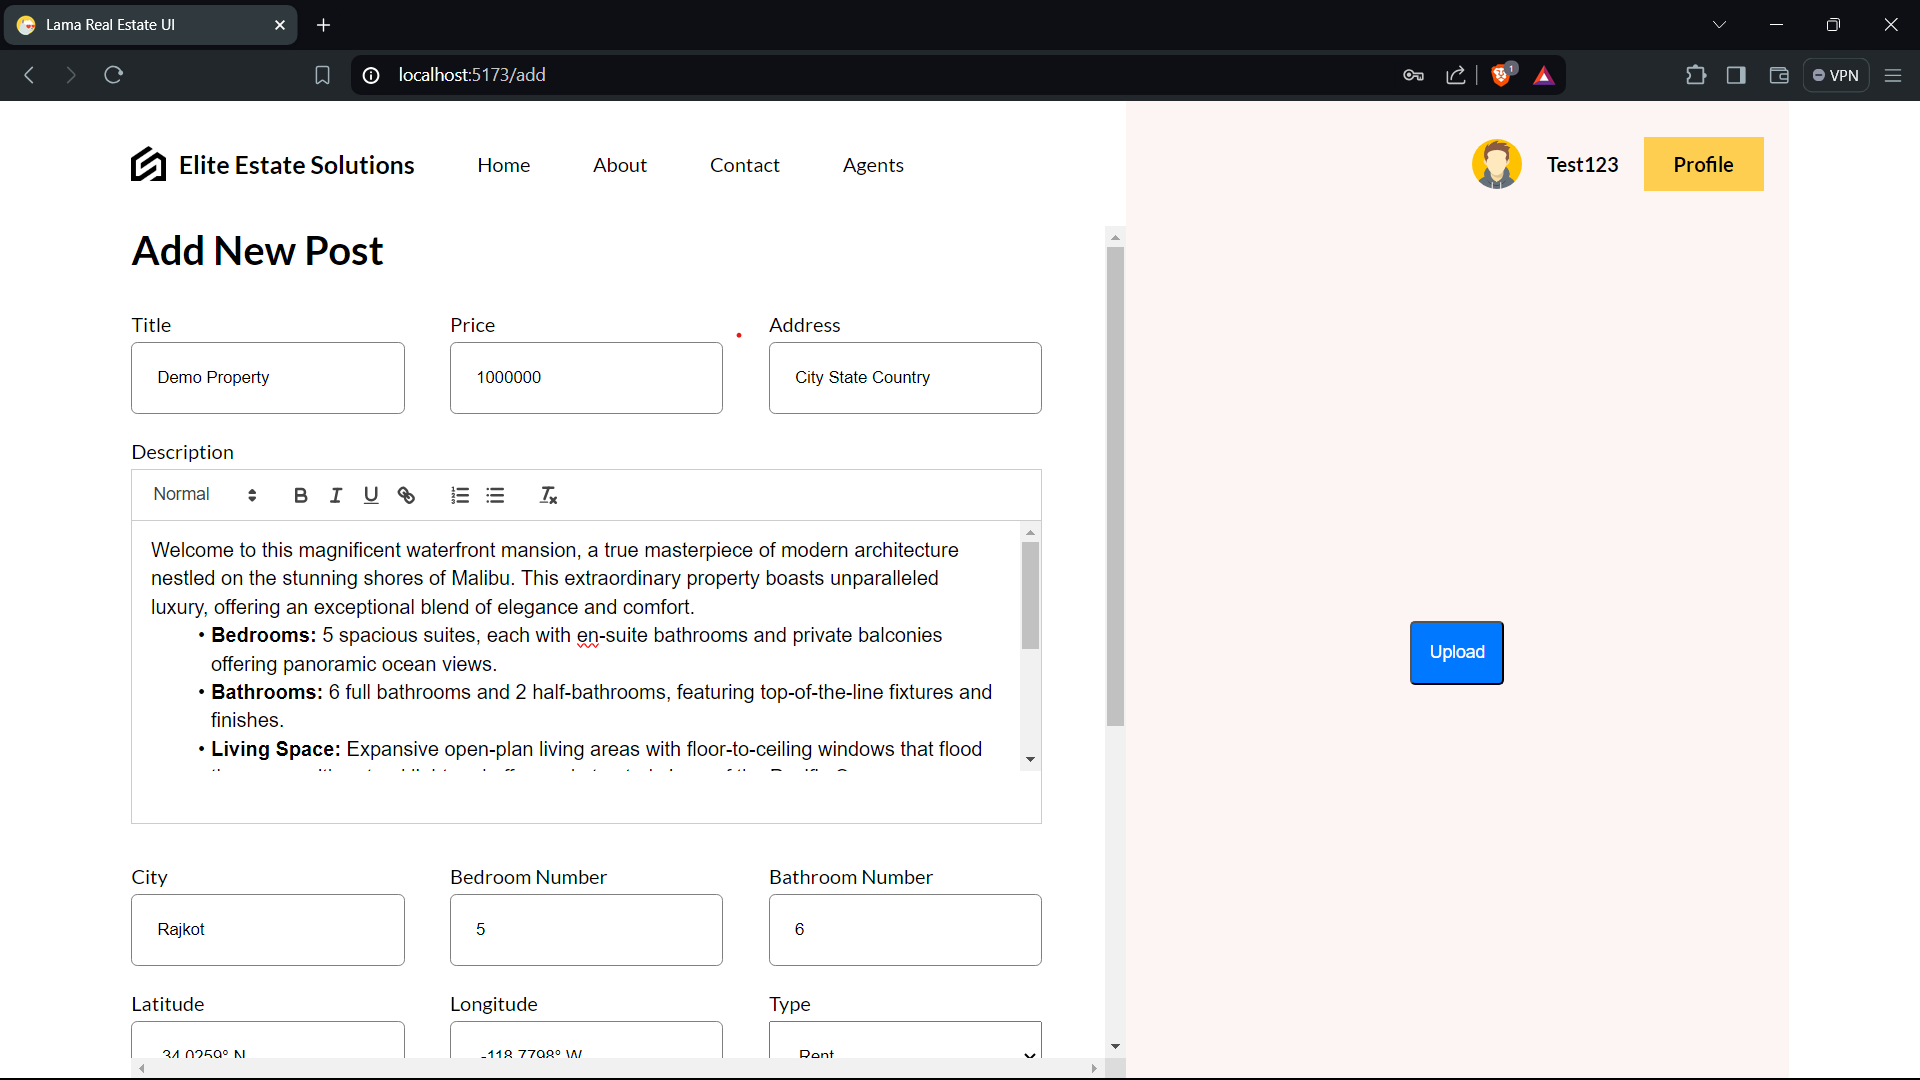 Lama Real Estate UI
localhost:5173/add
1
VPN
Elite Estate Solutions
Home
About
Contact
Agents
Test123
Profile
Add New Post
Title
Price
Address
Demo Property
1000000
City State Country
Description
Normal
Welcome to this magnificent waterfront mansion, a true masterpiece of modern architecture
nestled on the stunning shores of Malibu. This extraordinary property boasts unparalleled
luxury, offering an exceptional blend of elegance and comfort.
• Bedrooms: 5 spacious suites, each with en-suite bathrooms and private balconies
offering panoramic ocean views.
• Bathrooms: 6 full bathrooms and 2 half-bathrooms, featuring top-of-the-line fixtures and
finishes.
• Living Space: Expansive open-plan living areas with floor-to-ceiling windows that flood
Upload
City
Bedroom Number
Bathroom Number
Rajkot
5
6
Latitude
Longitude
Type
34.0259° N
-118.7798° W
Rent